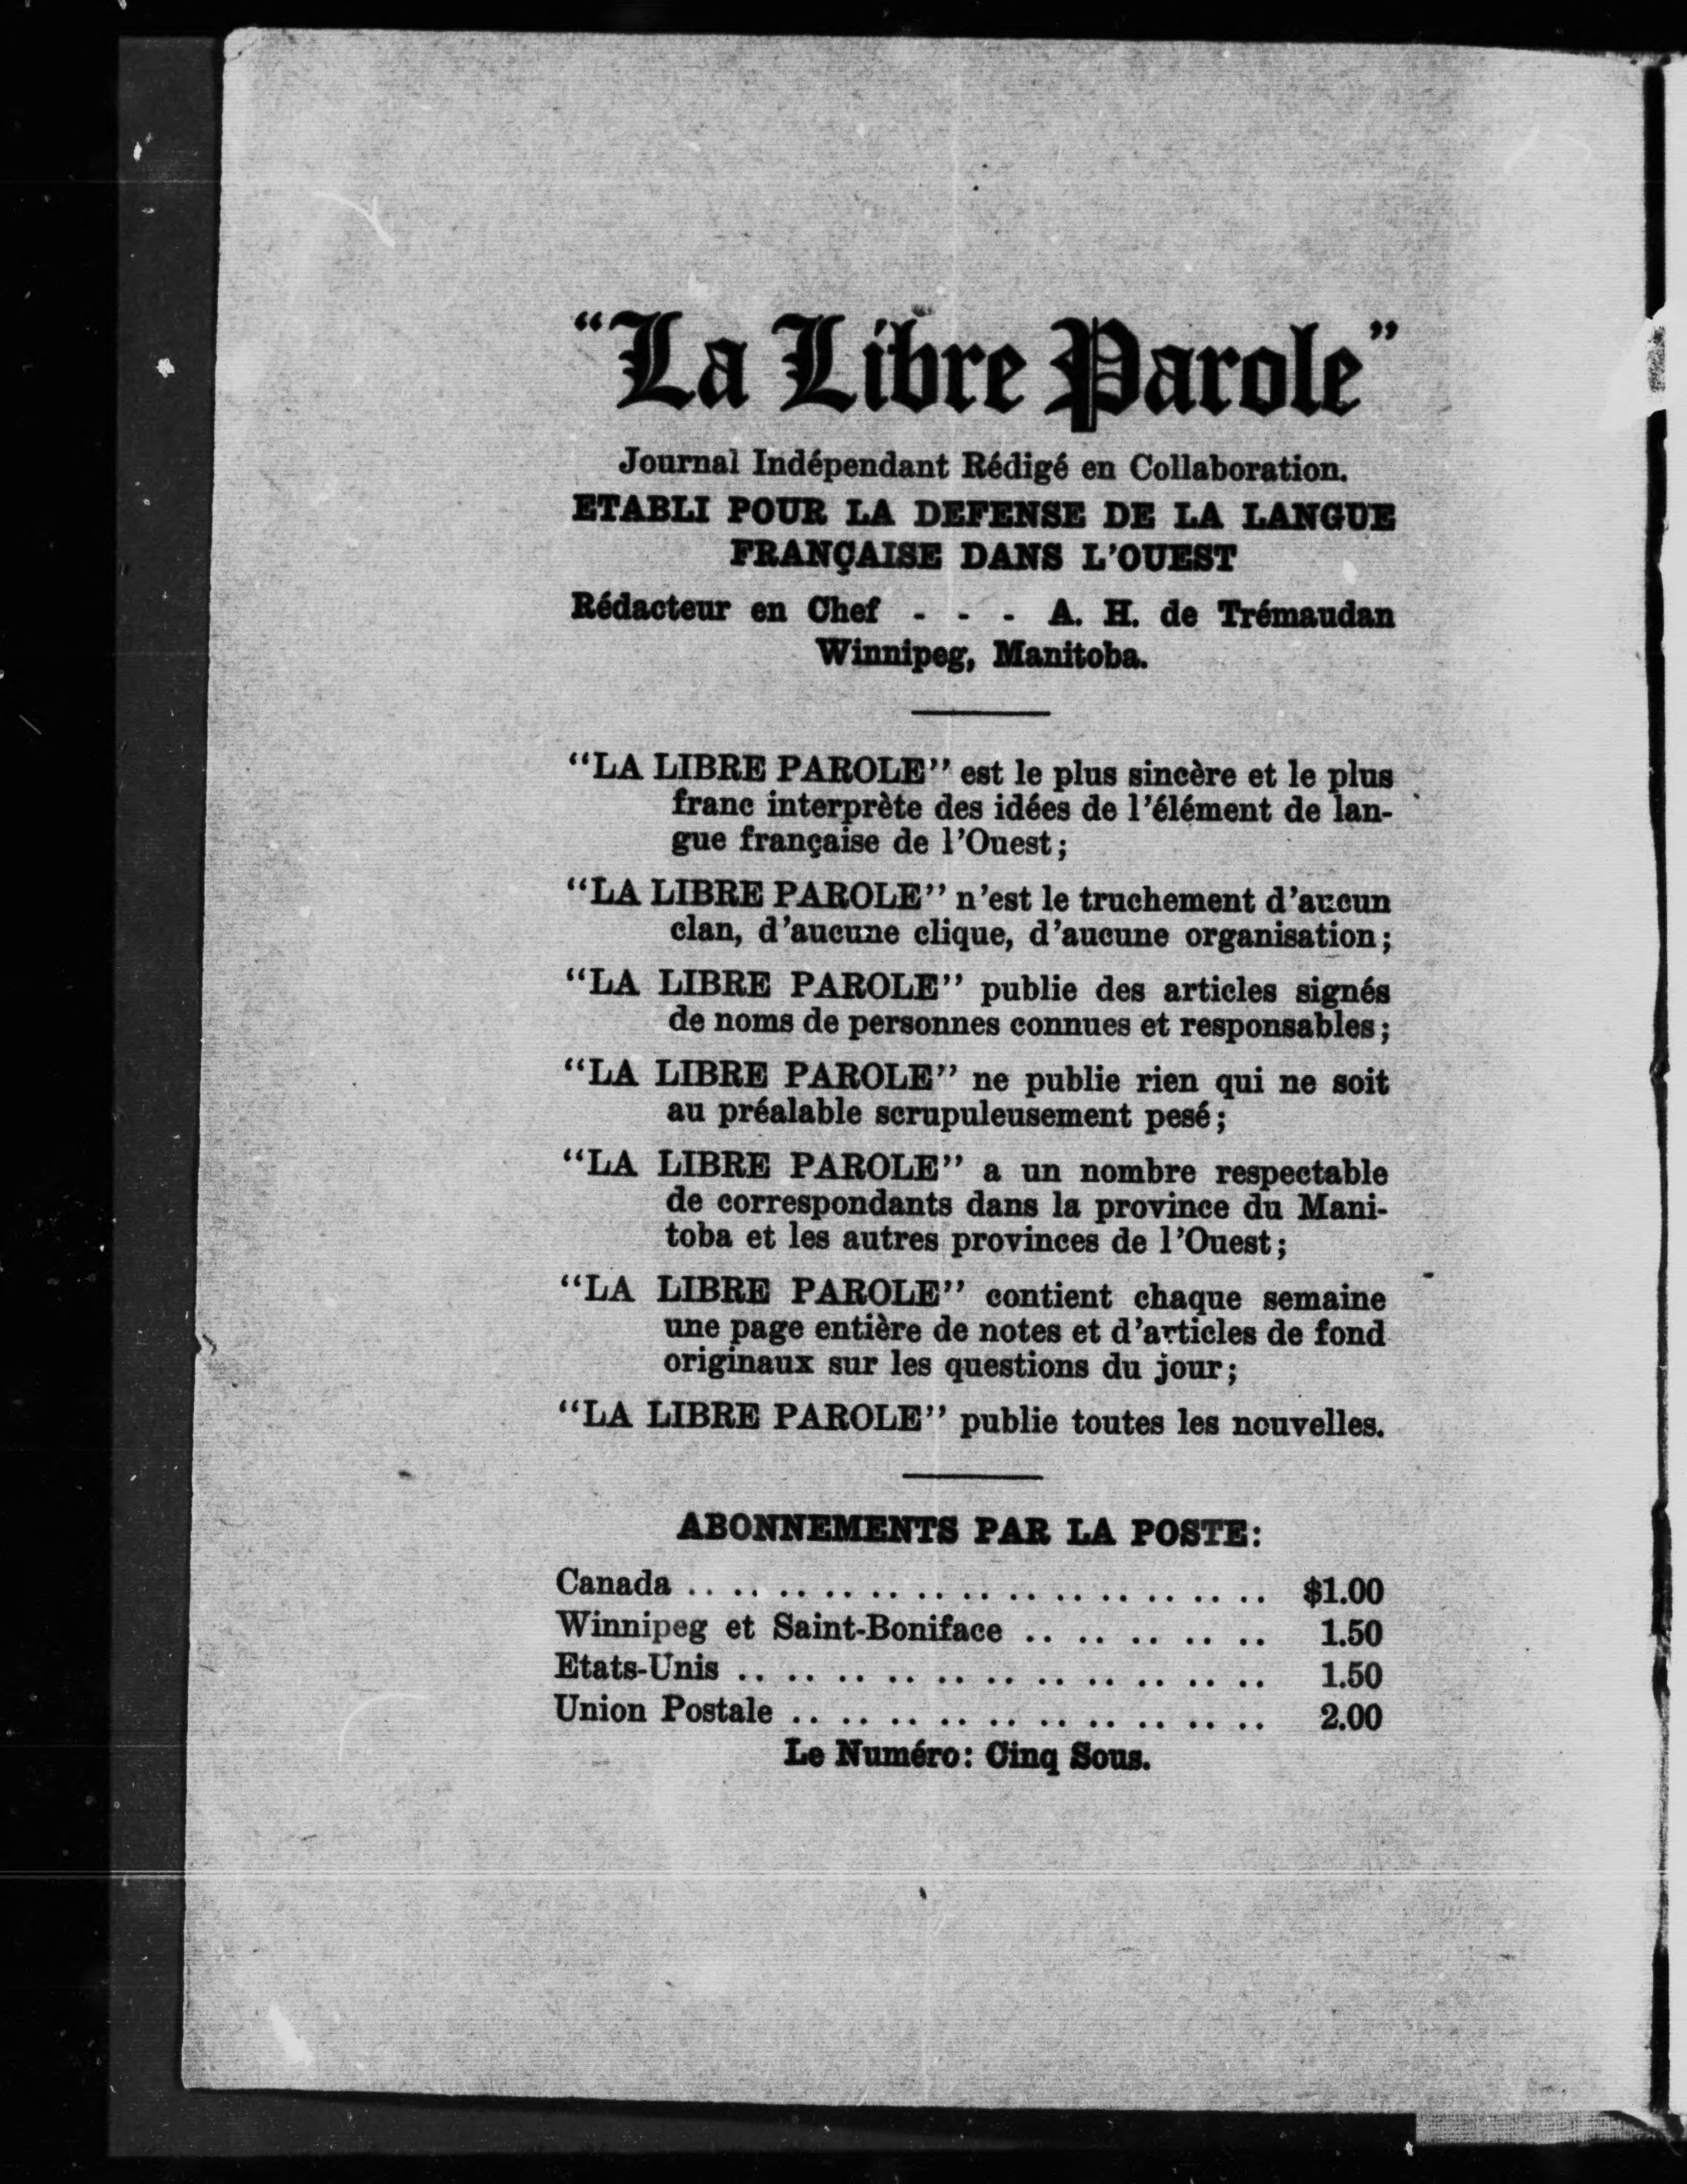 “La Libre Parole”
Journal Indépendant Rédigé en Collaboration.
ETABLI POUR LA DEFENSE DE LA LANGUE
FRANÇAISE DANS L'OUEST
Rédacteur en Chef - - - A. H. de Trémaudan
Winnipeg, Manitoba.
“LA LIBRE PAROLE” est le plus sincère et le plus
franc interprète des idées de l'élément de lan-
gue française de l'Ouest;
“LA LIBRE PAROLE” n'est le truchement d'aucun
clan, d'aucune clique, d'aucune organisation;
“LA LIBRE PAROLE” publie des articles signés
de noms de personnes connues et responsables;
“LA LIBRE PAROLE” ne publie rien qui ne soit
au préalable scrupuleusement pesé;
“LA LIBRE PAROLE” a un nombre respectable
de correspondants dans la province du Mani-
toba et les autres provinces de l'Ouest;
“LA LIBRE PAROLE” contient chaque semaine
une page entière de notes et d'articles de fond
originaux sur les questions du jour;
“LA LIBRE PAROLE” publie toutes les nouvelles.
ABONNEMENTS PAR LA POSTE:
Canada .. .. .. .. .. .. .. .. .. .. .. .. .. $1.00
Winnipeg et Saint-Boniface .. .. .. .. .. 1.50
Etats-Unis .. .. .. .. .. .. .. .. .. .. .. 1.50
Union Postale .. .. .. .. .. .. .. .. .. .. 2.00
Le Numéro: Cinq Sous.